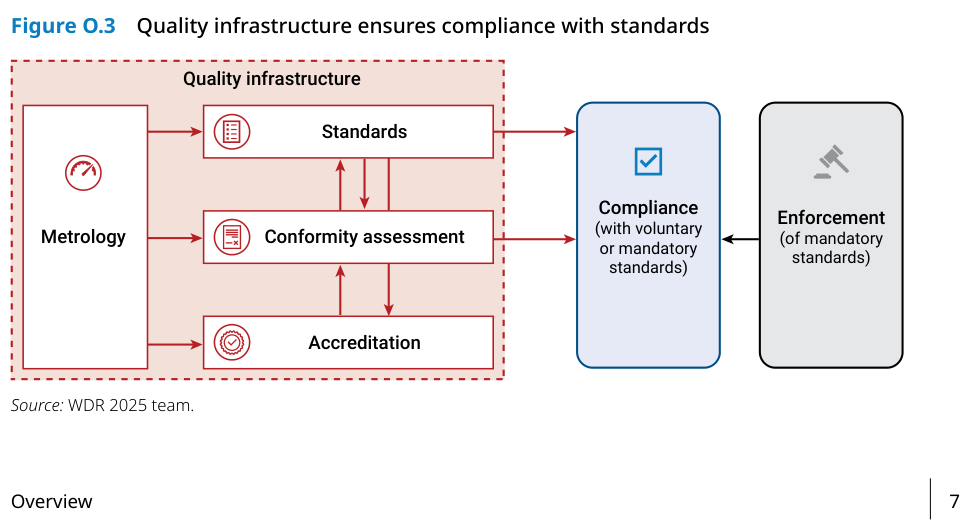 Figure O.3 Quality infrastructure ensures compliance with standards
Quality infrastructure
Metrology
Standards
Conformity assessment
Accreditation
Compliance
(with voluntary
or mandatory
standards)
Enforcement
(of mandatory
standards)
Source: WDR 2025 team.
Overview
7